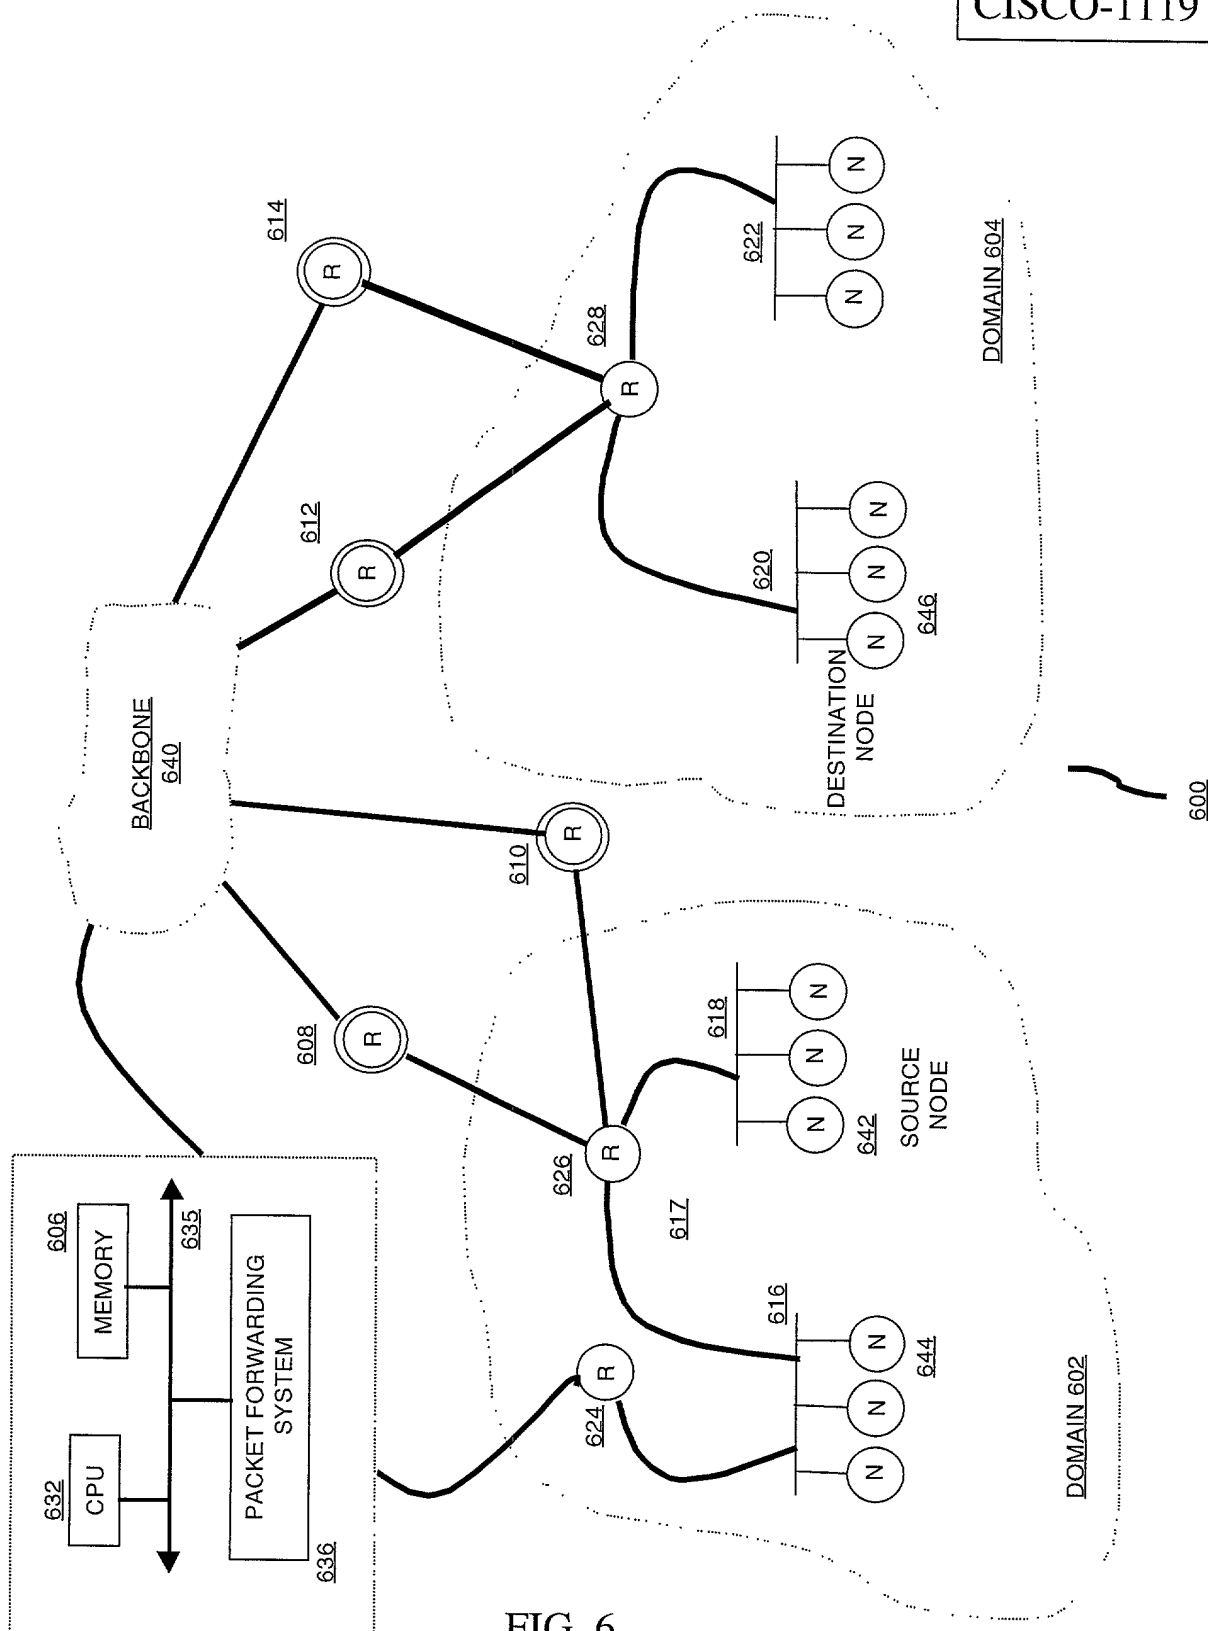 CISCO-1119
614
R
612
R
628
R
622
N
N
N
DOMAIN 604
620
N
N
N
646
DESTINATION
NODE
BACKBONE
640
610
R
608
R
626
R
618
N
N
N
642
SOURCE
NODE
617
616
N
N
N
644
624
R
DOMAIN 602
606
MEMORY
635
632
CPU
PACKET FORWARDING
SYSTEM
636
600
FIG. 6